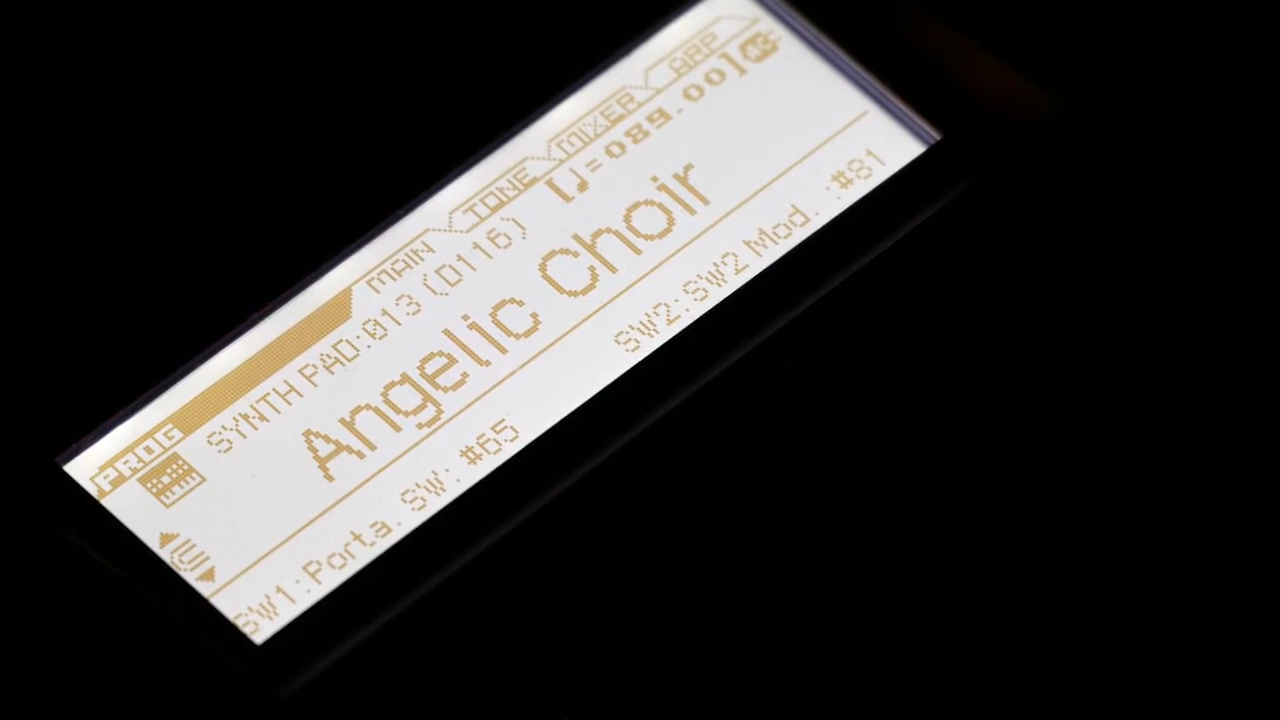 PROG MAIN TONE MIXER ARP
SYNTH PAD:013 (D116) [♩=089.00]
Angelic Choir
SW1:Porta. SW: #65 SW2:SW2 Mod. :#81